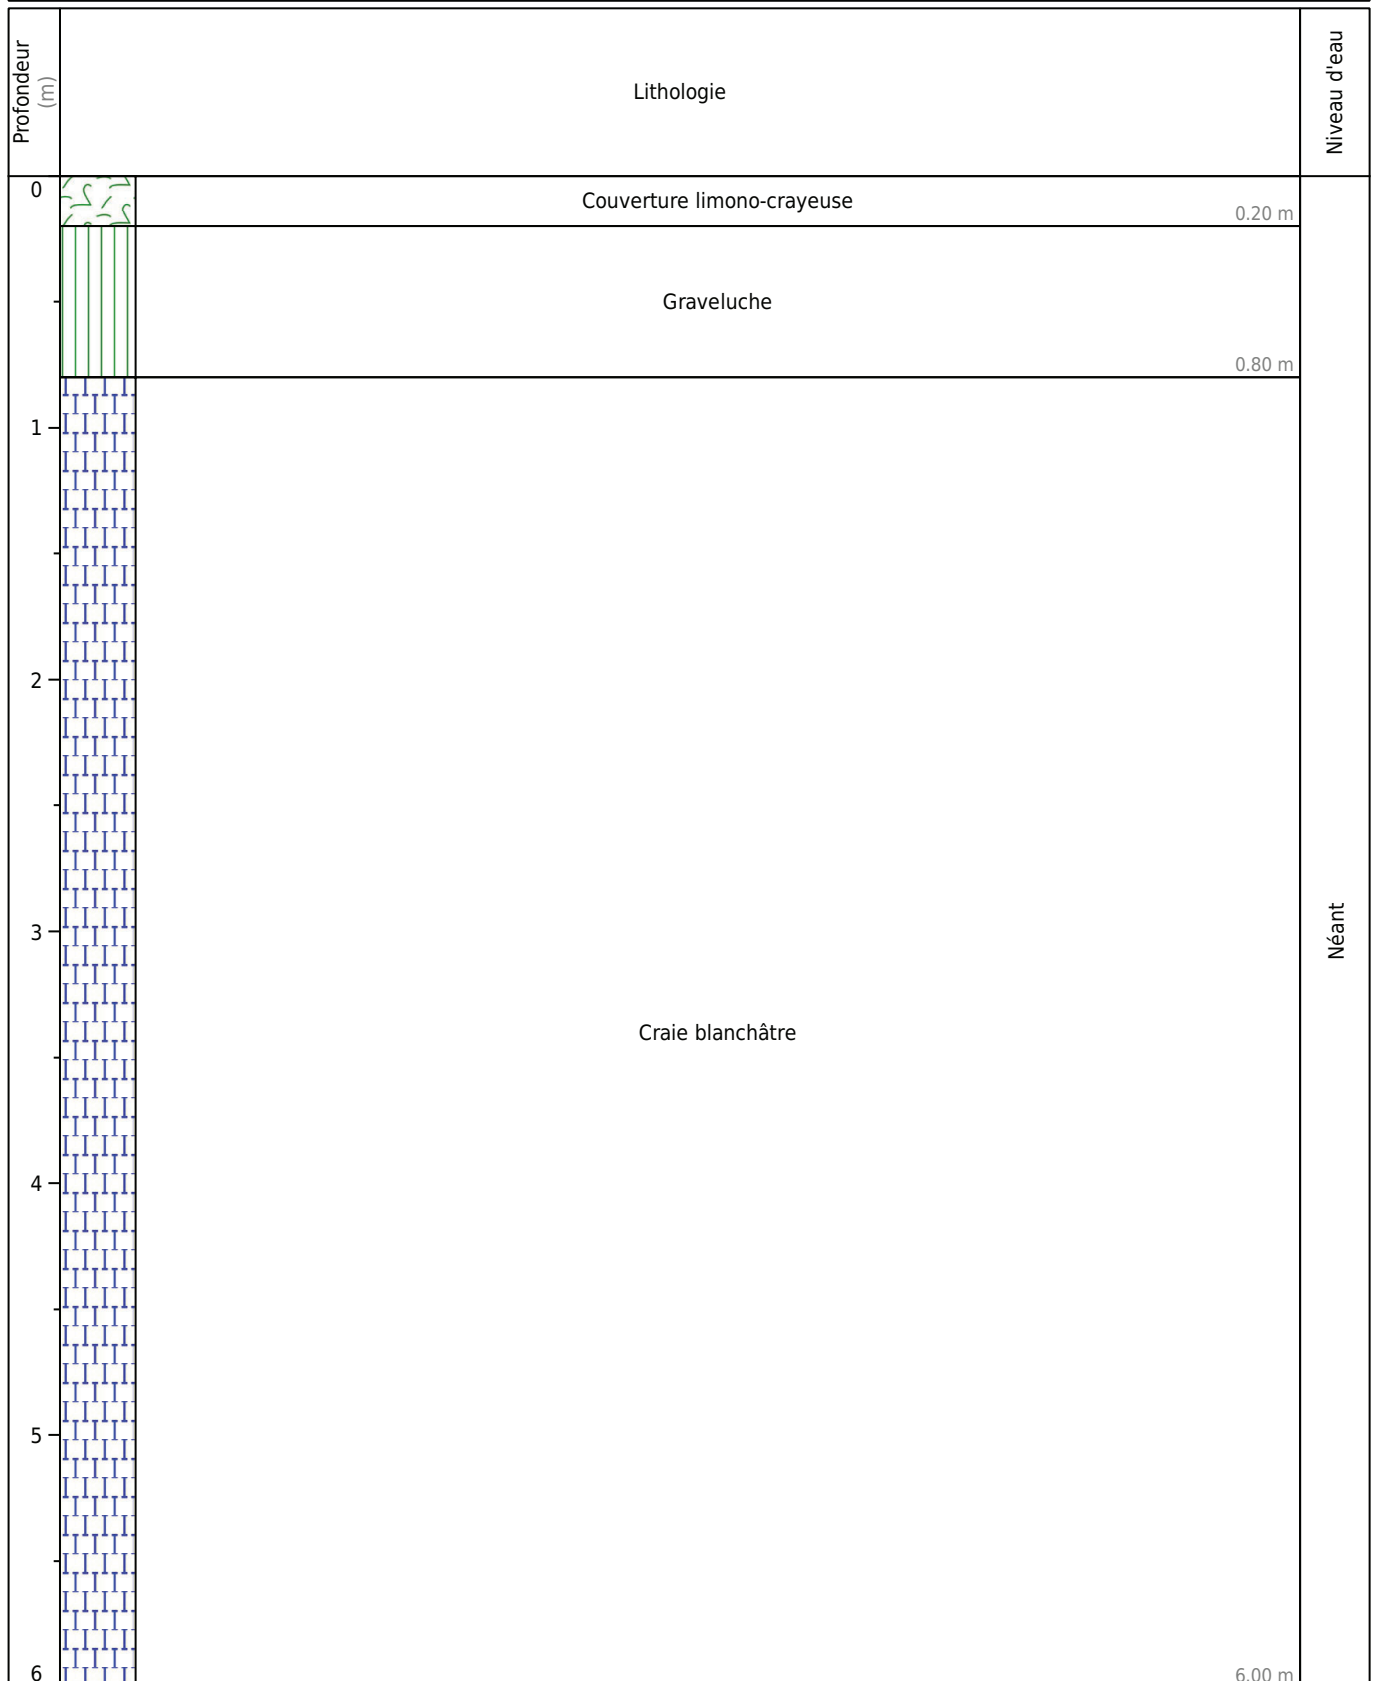 Profondeur
(m)
Lithologie
Niveau d'eau
0
Couverture limono-crayeuse
0.20 m
Graveluche
0.80 m
1
2
3
Néant
Craie blanchâtre
4
5
6
6.00 m